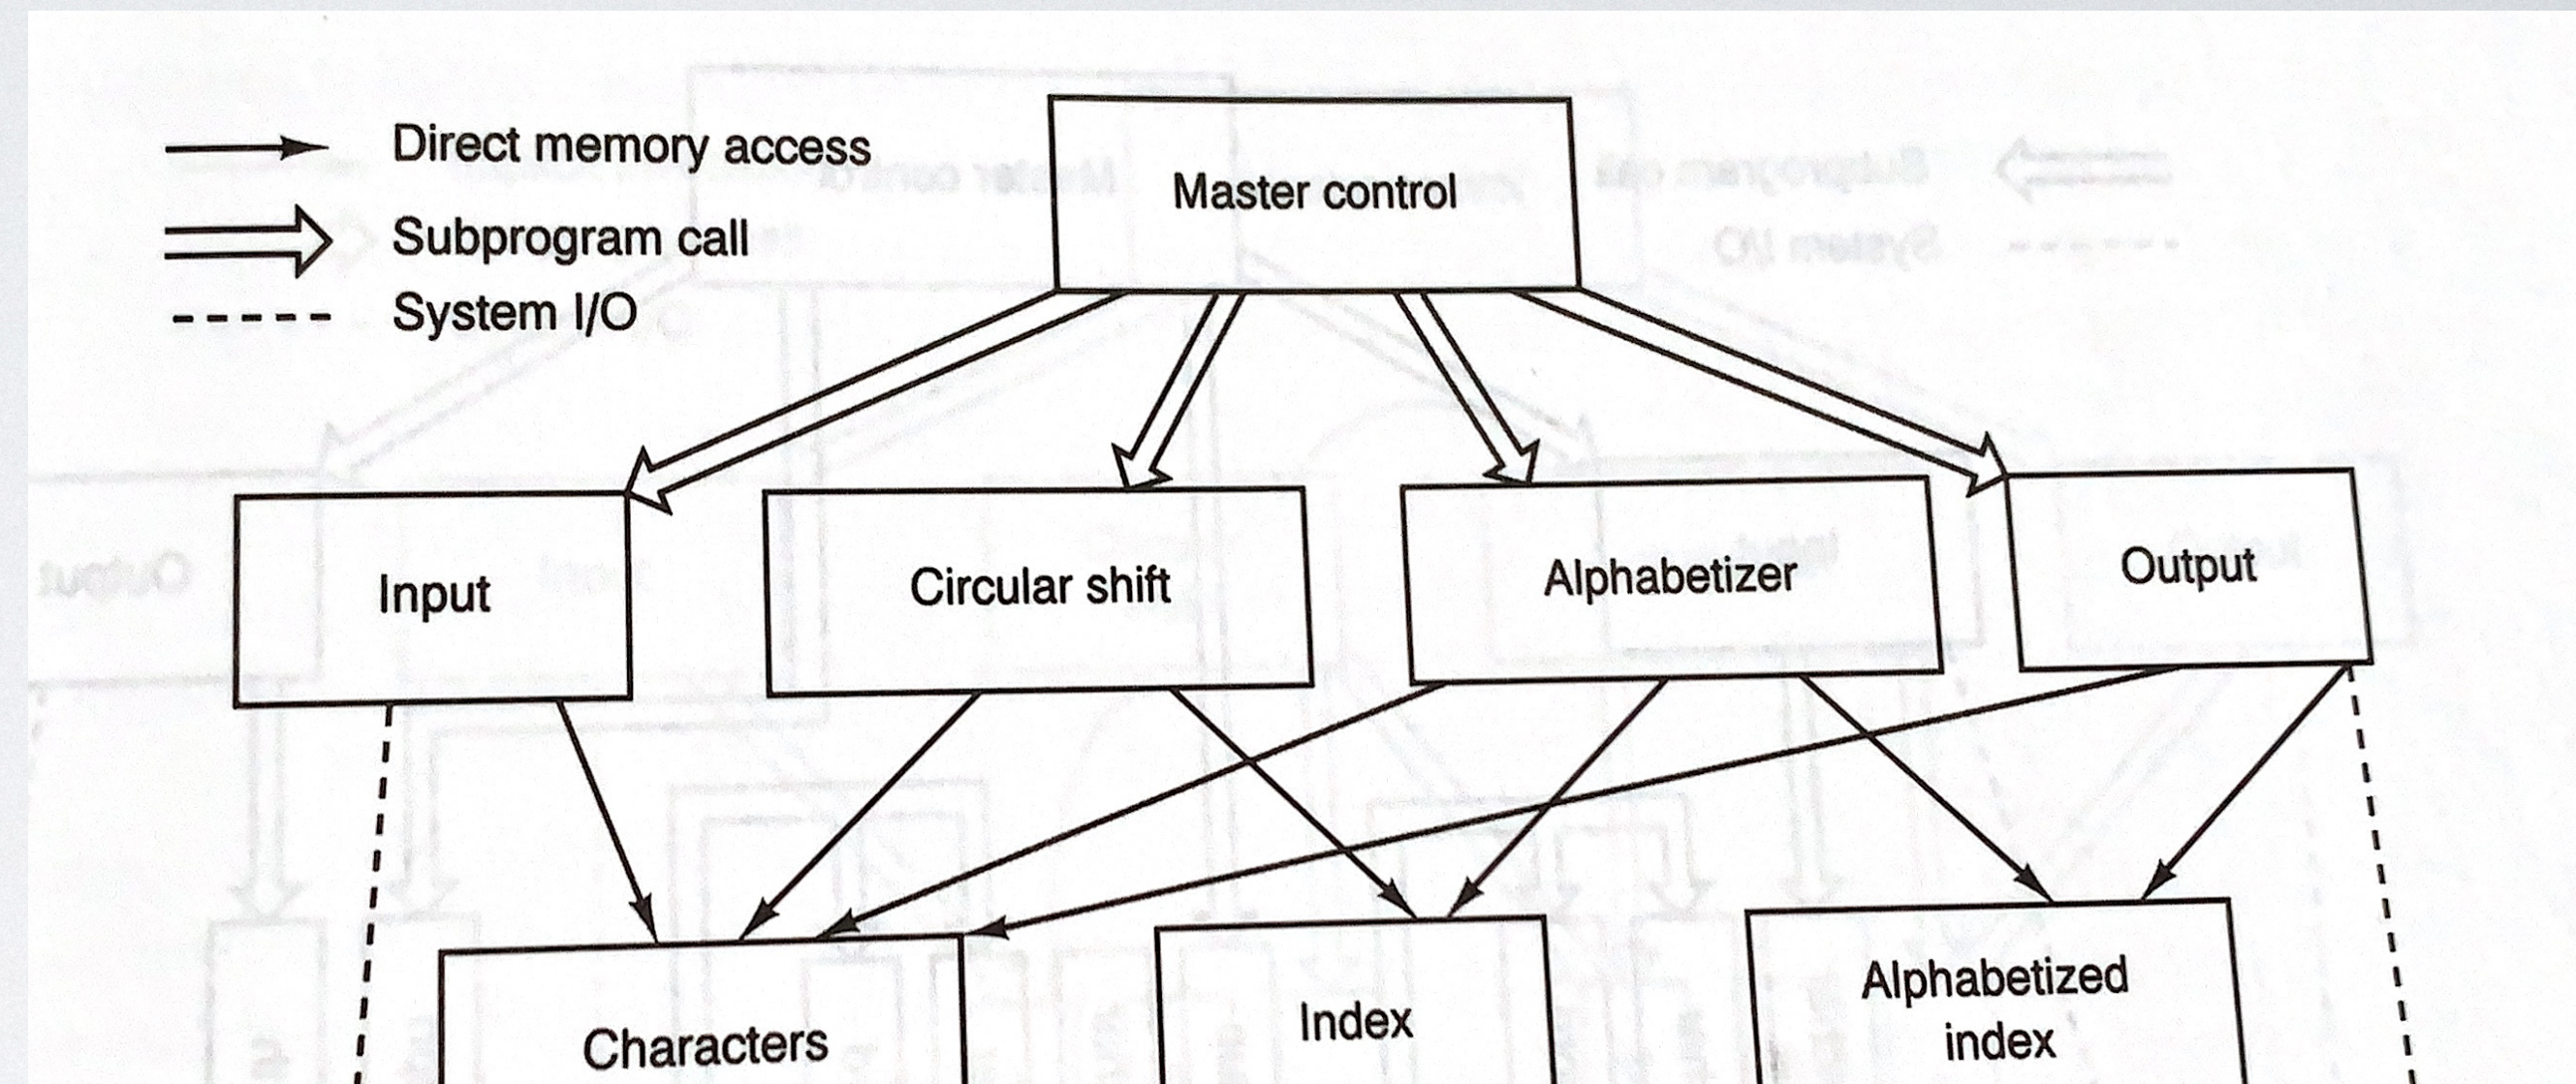 Direct memory access
Subprogram call
System I/O
Master control
Input
Circular shift
Alphabetizer
Output
Characters
Index
Alphabetized
index